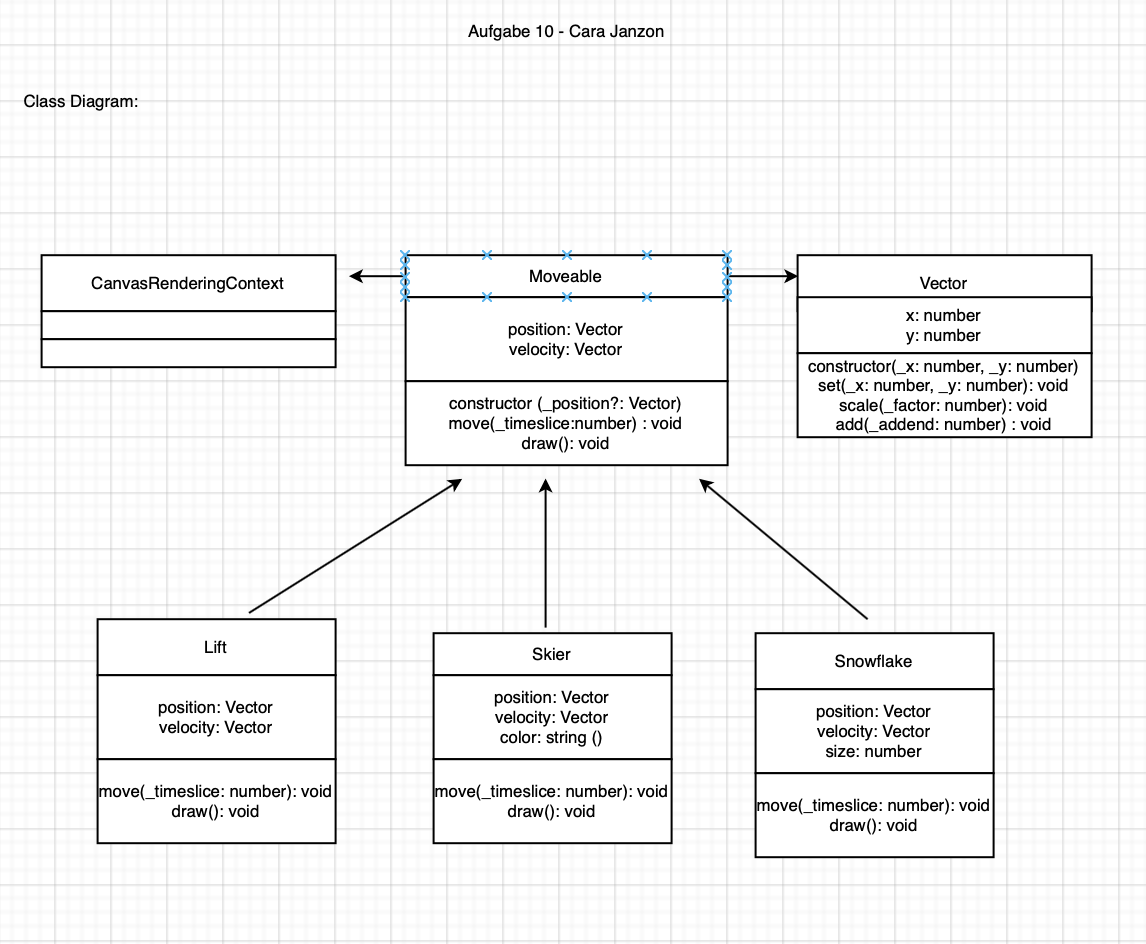 Aufgabe 10 - Cara Janzon
Class Diagram:
CanvasRenderingContext
Moveable
position: Vector
velocity: Vector
constructor (_position?: Vector)
move(_timeslice:number) : void
draw(): void
Vector
x: number
y: number
constructor(_x: number, _y: number)
set(_x: number, _y: number): void
scale(_factor: number): void
add(_addend: number) : void
Lift
position: Vector
velocity: Vector
move(_timeslice: number): void
draw(): void
Skier
position: Vector
velocity: Vector
color: string ()
move(_timeslice: number): void
draw(): void
Snowflake
position: Vector
velocity: Vector
size: number
move(_timeslice: number): void
draw(): void